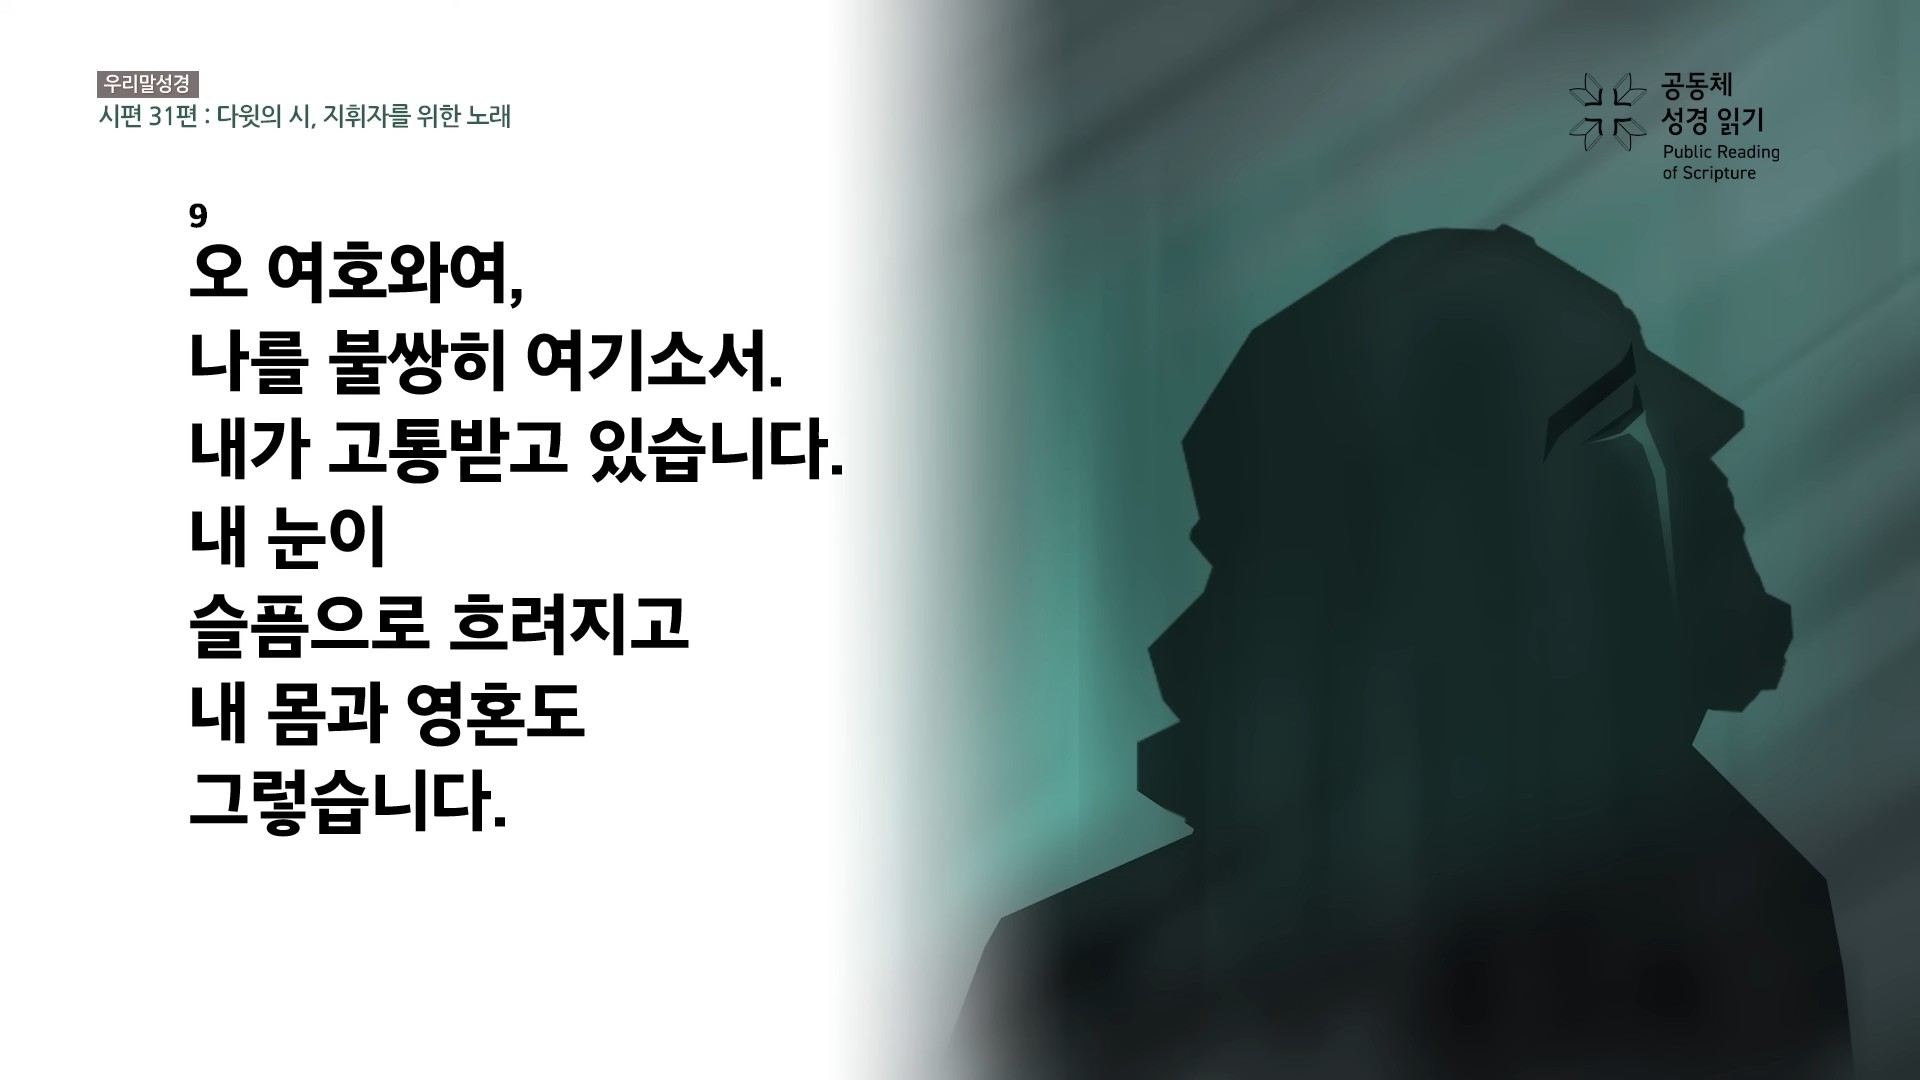 우리말성경
시편 31편 : 다윗의 시, 지휘자를 위한 노래
공동체
성경 읽기
Public Reading
of Scripture
9
오 여호와여,
나를 불쌍히 여기소서.
내가 고통받고 있습니다.
내 눈이
슬픔으로 흐려지고
내 몸과 영혼도
그렇습니다.